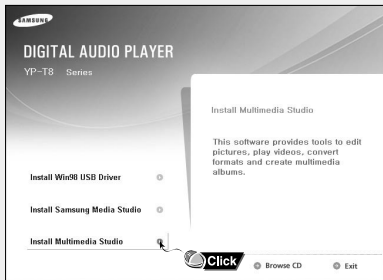 SAMSUNG
DIGITAL AUDIO PLAYER
YP-T8 Series
Install Multimedia Studio
This software provides tools to edit
pictures, play videos, convert
formats and create multimedia
albums.
Install Win98 USB Driver
Install Samsung Media Studio
Install Multimedia Studio
Click
Browse CD
Exit